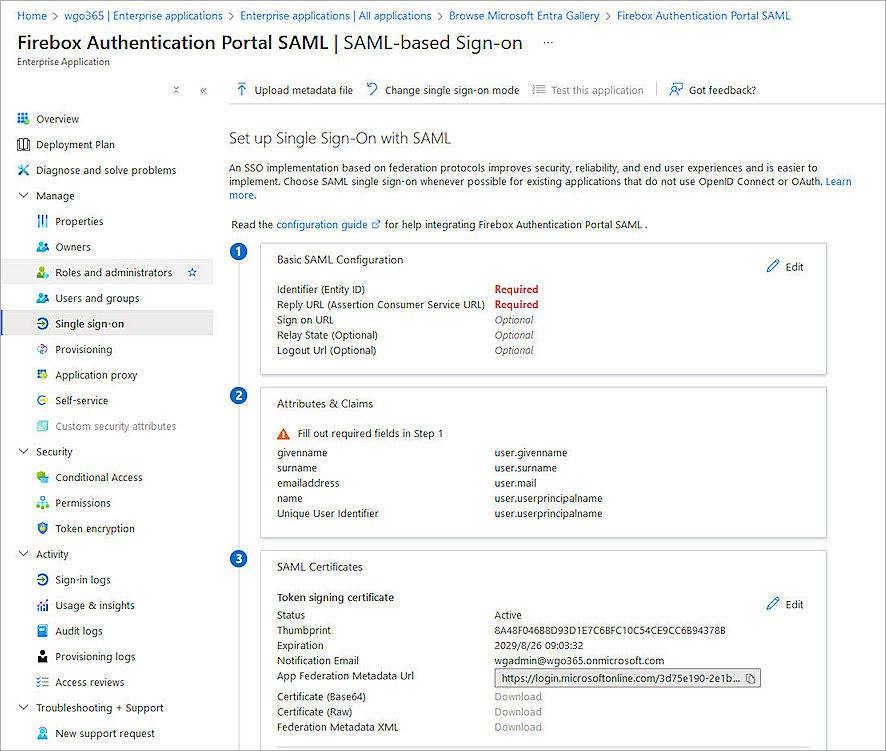 Home > wgo365 | Enterprise applications > Enterprise applications | All applications > Browse Microsoft Entra Gallery > Firebox Authentication Portal SAML
Firebox Authentication Portal SAML | SAML-based Sign-on ...
Enterprise Application
Upload metadata file Change single sign-on mode Test this application Got feedback?
Overview
Deployment Plan
Diagnose and solve problems
Manage
Properties
Owners
Roles and administrators
Users and groups
Single sign-on
Provisioning
Application proxy
Self-service
Custom security attributes
Security
Conditional Access
Permissions
Token encryption
Activity
Sign-in logs
Usage & insights
Audit logs
Provisioning logs
Access reviews
Troubleshooting + Support
New support request
Set up Single Sign-On with SAML
An SSO implementation based on federation protocols improves security, reliability, and end user experiences and is easier to
implement. Choose SAML single sign-on whenever possible for existing applications that do not use OpenID Connect or OAuth. Learn
more.
Read the configuration guide for help integrating Firebox Authentication Portal SAML .
1
Basic SAML Configuration
Edit
Identifier (Entity ID) Required
Reply URL (Assertion Consumer Service URL) Required
Sign on URL Optional
Relay State (Optional) Optional
Logout Url (Optional) Optional
2
Attributes & Claims
Fill out required fields in Step 1
givenname user.givenname
surname user.surname
emailaddress user.mail
name user.userprincipalname
Unique User Identifier user.userprincipalname
3
SAML Certificates
Token signing certificate
Edit
Status Active
Thumbprint 8A48F046B8D93D1E7C6BFC10C54CE9CC6B94378B
Expiration 2029/8/26 09:03:32
Notification Email wgadmin@wgo365.onmicrosoft.com
App Federation Metadata Url https://login.microsoftonline.com/3d75e190-2e1b...
Certificate (Base64) Download
Certificate (Raw) Download
Federation Metadata XML Download